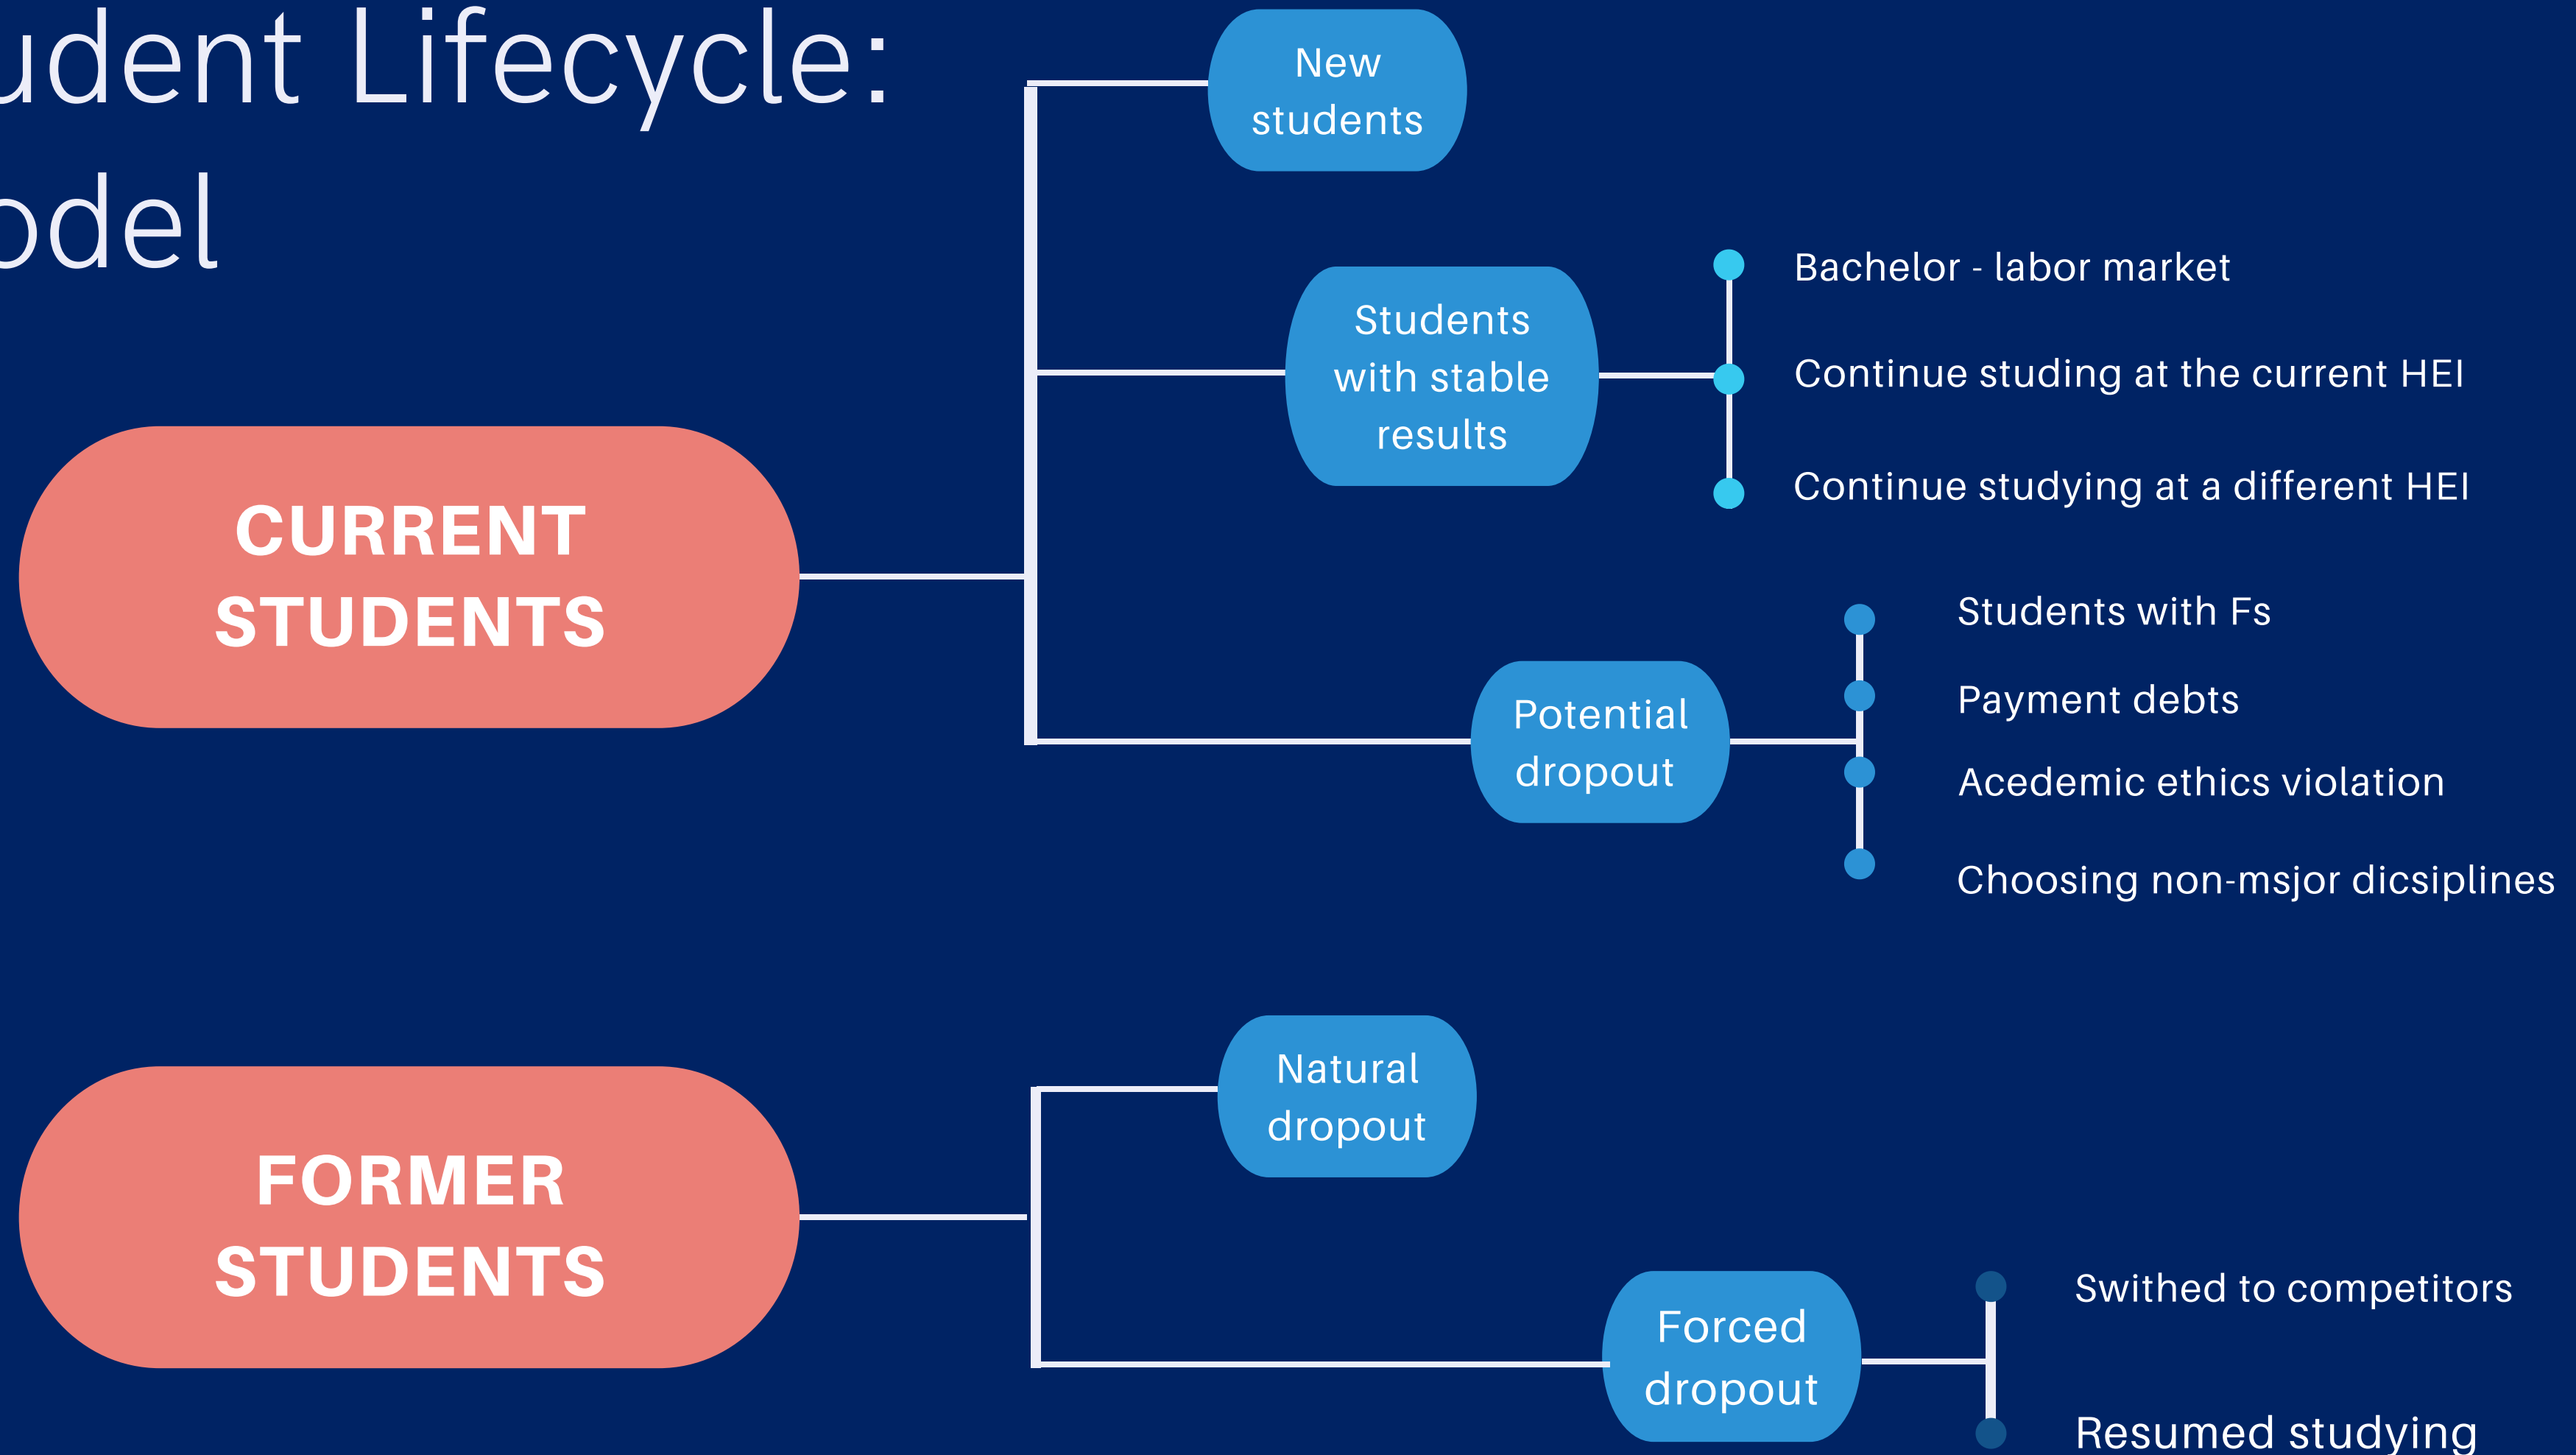 udent Lifecycle:
odel
New
students
Students
with stable
results
Bachelor - labor market
Continue studing at the current HEI
Continue studying at a different HEI
CURRENT
STUDENTS
Students with Fs
Payment debts
Acedemic ethics violation
Choosing non-msjor dicsiplines
Potential
dropout
Natural
dropout
FORMER
STUDENTS
Forced
dropout
Swithed to competitors
Resumed studying